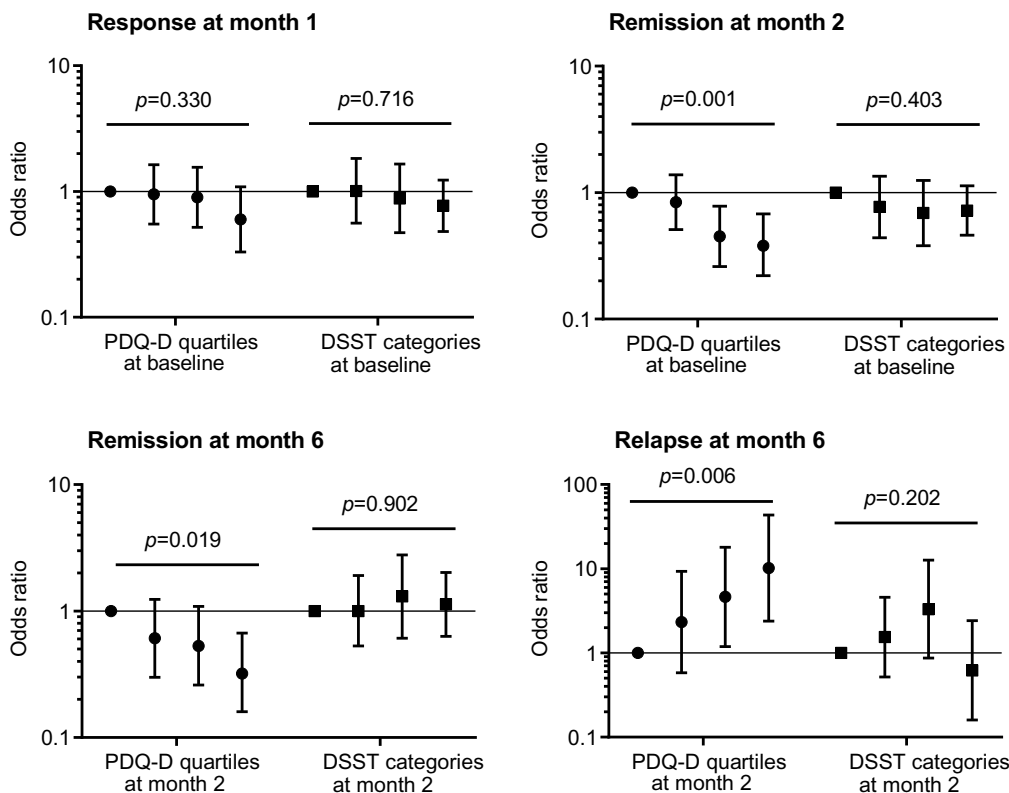 Response at month 1
10
1
0.1
Odds ratio
p=0.330
p=0.716
PDQ-D quartiles
at baseline
DSST categories
at baseline
Remission at month 2
10
1
0.1
Odds ratio
p=0.001
p=0.403
PDQ-D quartiles
at baseline
DSST categories
at baseline
Remission at month 6
10
1
0.1
Odds ratio
p=0.019
p=0.902
PDQ-D quartiles
at month 2
DSST categories
at month 2
Relapse at month 6
100
10
1
0.1
Odds ratio
p=0.006
p=0.202
PDQ-D quartiles
at month 2
DSST categories
at month 2